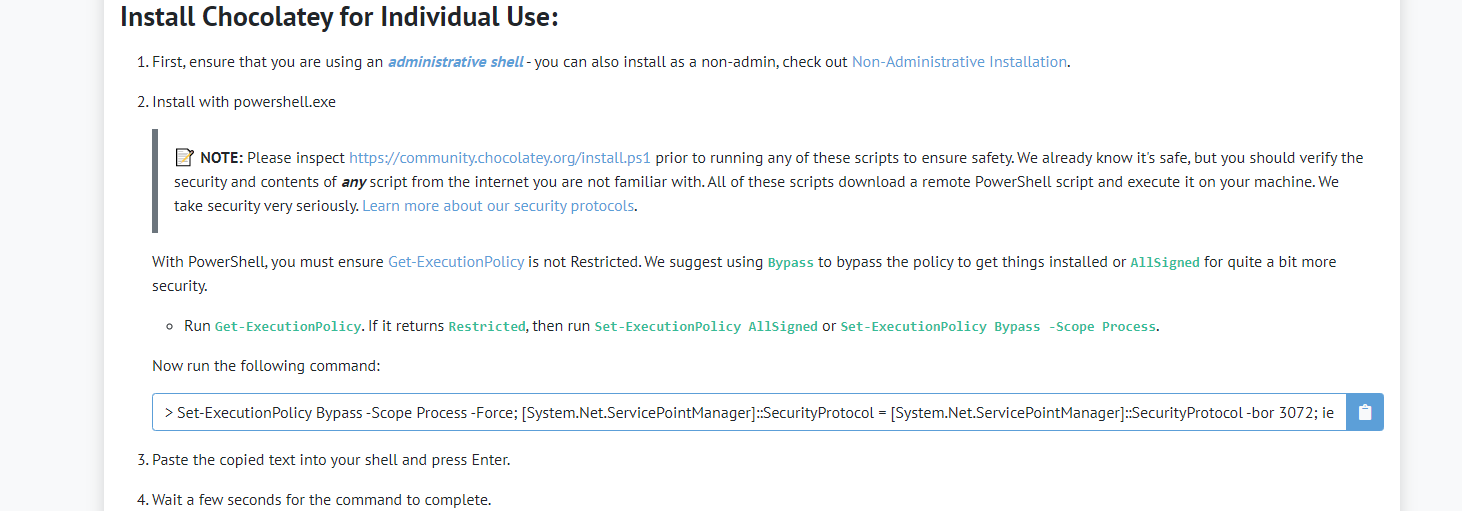 Install Chocolatey for Individual Use:
1. First, ensure that you are using an administrative shell - you can also install as a non-admin, check out Non-Administrative Installation.
2. Install with powershell.exe
📝 NOTE: Please inspect https://community.chocolatey.org/install.ps1 prior to running any of these scripts to ensure safety. We already know it's safe, but you should verify the
security and contents of any script from the internet you are not familiar with. All of these scripts download a remote PowerShell script and execute it on your machine. We
take security very seriously. Learn more about our security protocols.
With PowerShell, you must ensure Get-ExecutionPolicy is not Restricted. We suggest using Bypass to bypass the policy to get things installed or AllSigned for quite a bit more
security.
Run Get-ExecutionPolicy. If it returns Restricted, then run Set-ExecutionPolicy AllSigned or Set-ExecutionPolicy Bypass -Scope Process.
Now run the following command:
> Set-ExecutionPolicy Bypass -Scope Process -Force; [System.Net.ServicePointManager]::SecurityProtocol = [System.Net.ServicePointManager]::SecurityProtocol -bor 3072; ie
3. Paste the copied text into your shell and press Enter.
4. Wait a few seconds for the command to complete.